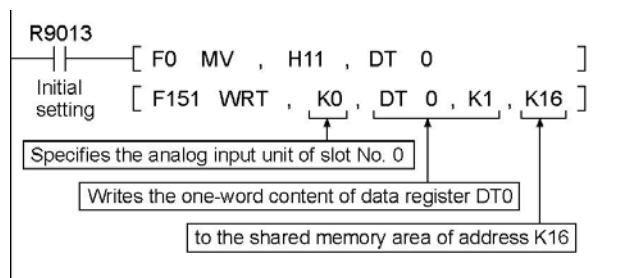 R9013
[ F0 MV , H11 , DT 0 ]
Initial
setting
[ F151 WRT , K0 , DT 0 , K1 , K16 ]
Specifies the analog input unit of slot No. 0
Writes the one-word content of data register DT0
to the shared memory area of address K16